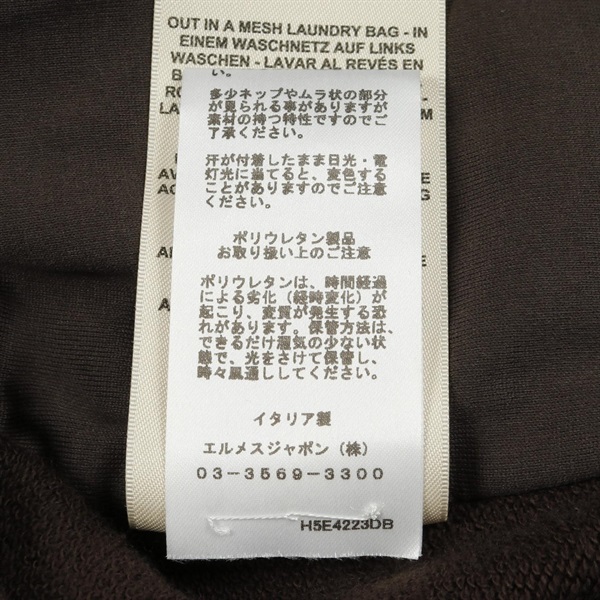 OUT IN A MESH LAUNDRY BAG - IN
EINEM WASCHNETZ AUF LINKS
WASCHEN - LAVAR AL REVÉS EN
い。
多少ネップやムラ状の部分
が見られる事がありますが
素材の持つ特性ですのでご
了承ください。
汗が付着したまま日光・電
灯光に当てると、変色する
ことがありますのでご注意
ください。
ポリウレタン製品
お取り扱い上のご注意
ポリウレタンは、時間経過
による劣化（経時変化）が
起こり、変質が発生する恐
れがあります。保管方法は、
できるだけ湿気の少ない状
態で、光をさけて保管し、
時々風通ししてください。
イタリア製
エルメスジャポン（株）
03-3569-3300
H5E4223DB